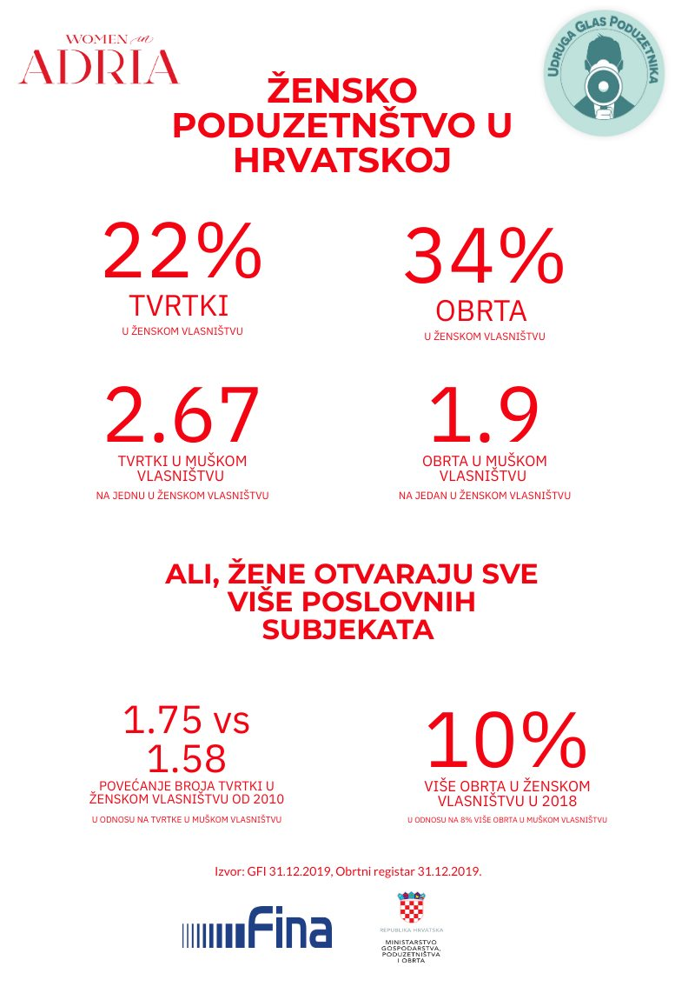 WOMEN in
ADRIA
UDRUGA GLAS PODUZETNIKA
ŽENSKO
PODUZETNŠTVO U
HRVATSKOJ
22%
TVRTKI
U ŽENSKOM VLASNIŠTVU
34%
OBRTA
U ŽENSKOM VLASNIŠTVU
2.67
TVRTKI U MUŠKOM
VLASNIŠTVU
NA JEDNU U ŽENSKOM VLASNIŠTVU
1.9
OBRTA U MUŠKOM
VLASNIŠTVU
NA JEDAN U ŽENSKOM VLASNIŠTVU
ALI, ŽENE OTVARAJU SVE
VIŠE POSLOVNIH
SUBJEKATA
1.75 vs
1.58
POVEĆANJE BROJA TVRTKI U
ŽENSKOM VLASNIŠTVU OD 2010
U ODNOSU NA TVRTKE U MUŠKOM VLASNIŠTVU
10%
VIŠE OBRTA U ŽENSKOM
VLASNIŠTVU U 2018
U ODNOSU NA 8% VIŠE OBRTA U MUŠKOM VLASNIŠTVU
Izvor: GFI 31.12.2019, Obrtni registar 31.12.2019.
Fina
REPUBLIKA HRVATSKA
MINISTARSTVO
GOSPODARSTVA,
PODUZETNIŠTVA
I OBRTA